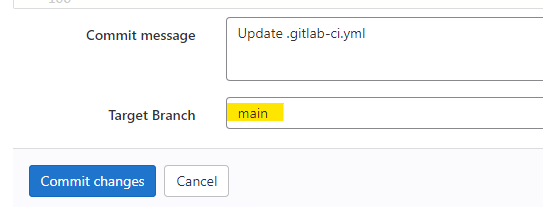 Commit message
Update .gitlab-ci.yml
Target Branch
main
Commit changes
Cancel